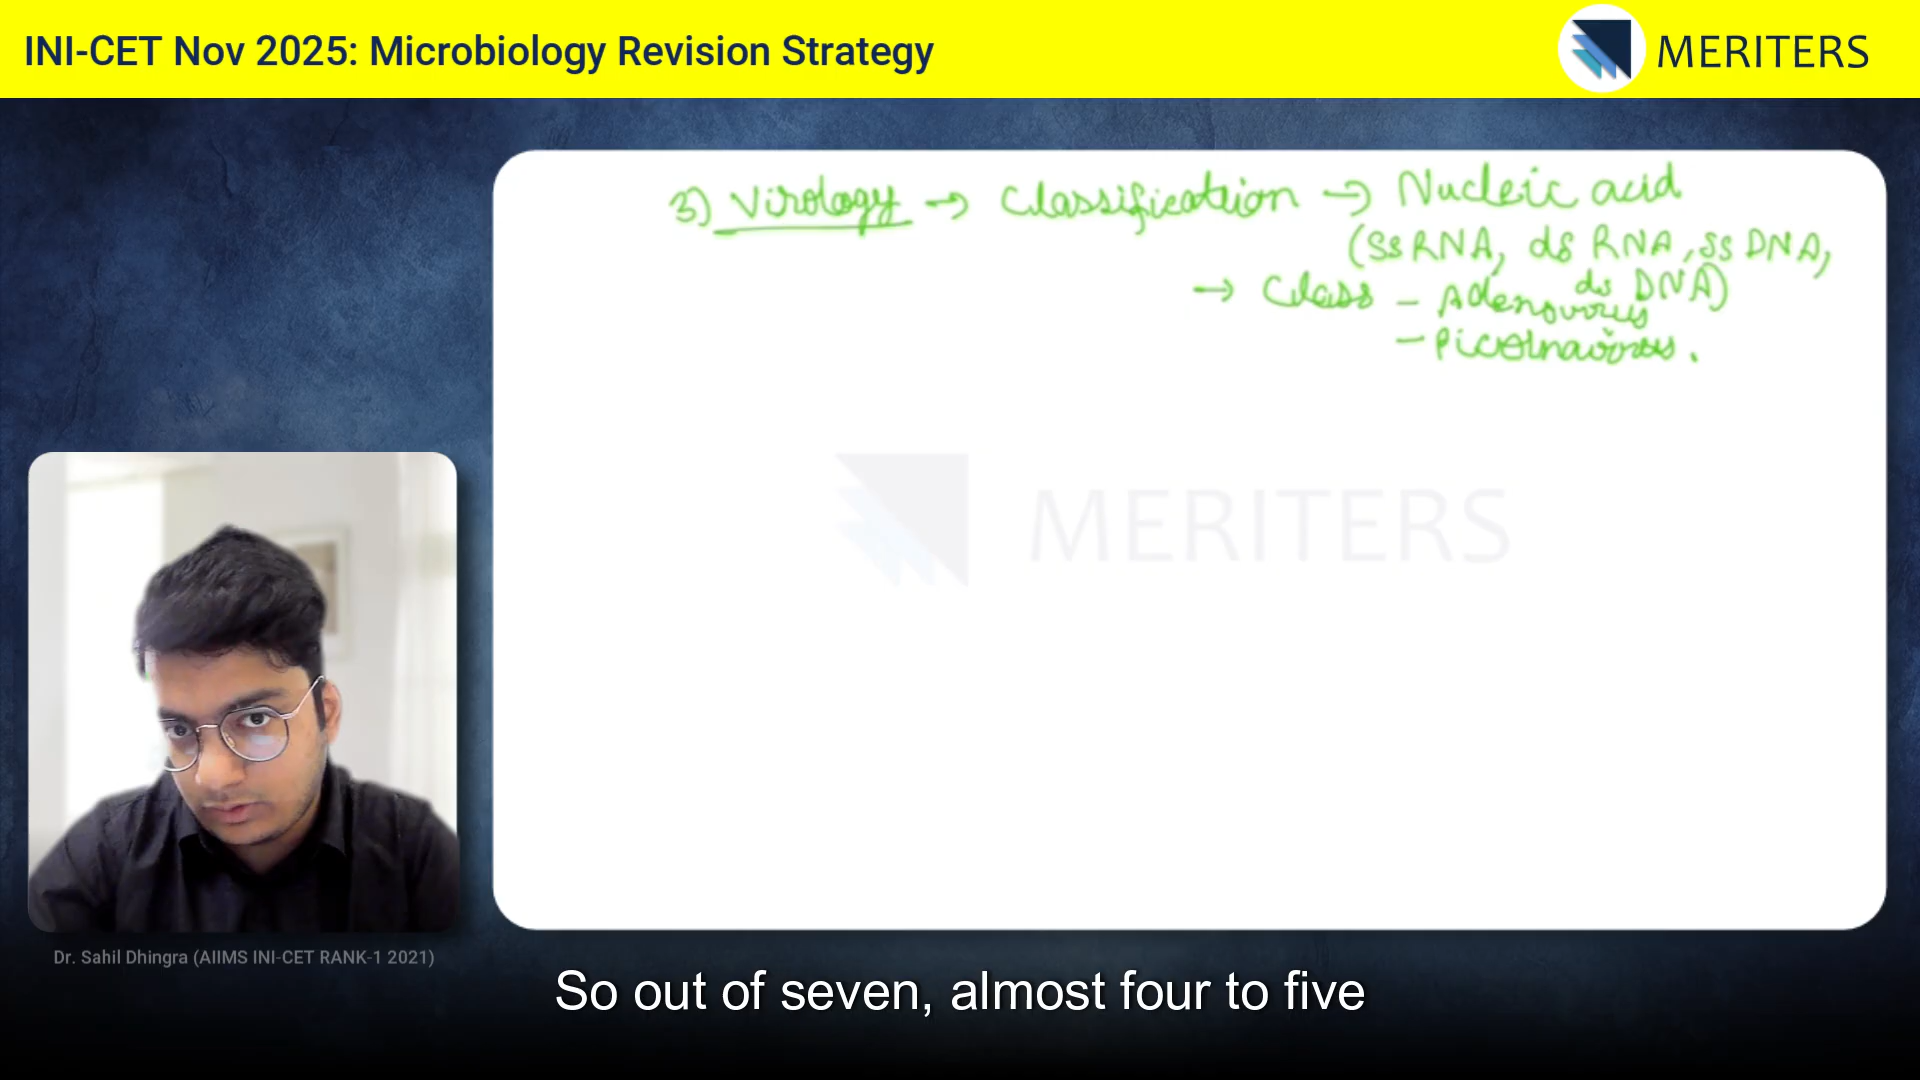 INI-CET Nov 2025: Microbiology Revision Strategy
MERITERS
3) Virology → Classification → Nucleic acid
(ss RNA, ds RNA, ss DNA,
ds DNA)
→ Class - Adenovirus
- Picornavirus.
MERITERS
Dr. Sahil Dhingra (AIIMS INI-CET RANK-1 2021)
So out of seven, almost four to five